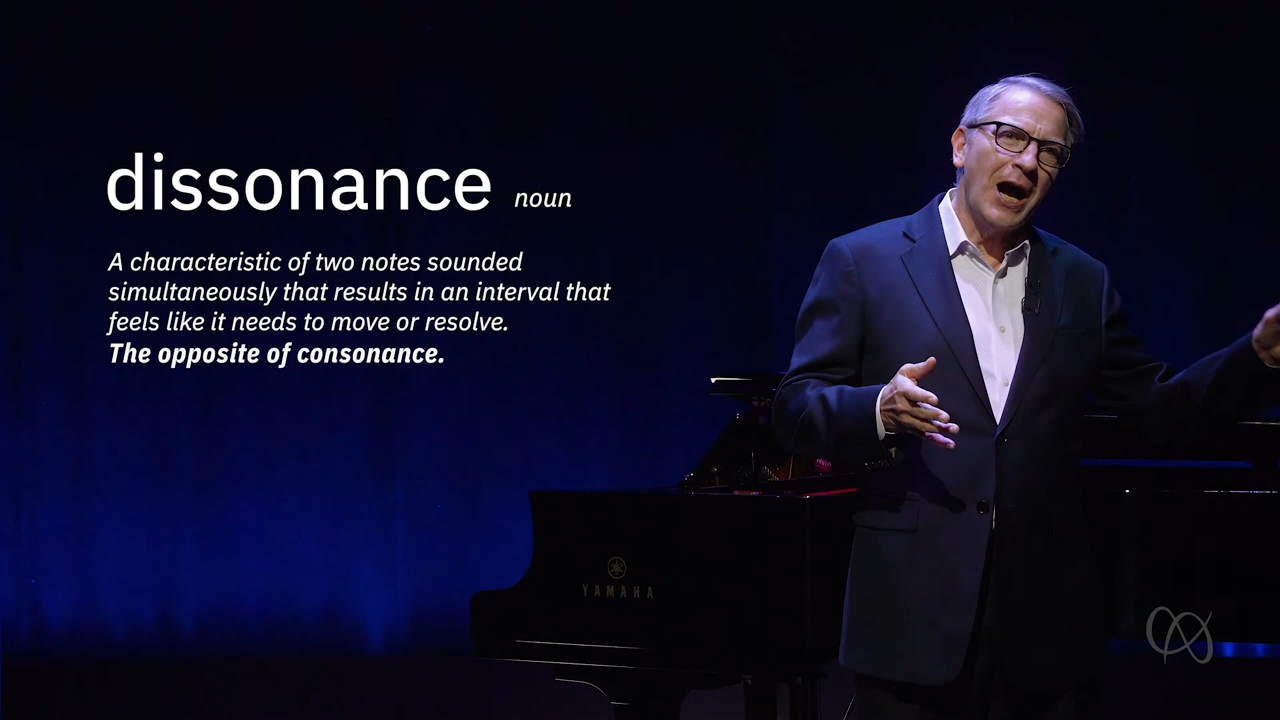 dissonance noun
A characteristic of two notes sounded
simultaneously that results in an interval that
feels like it needs to move or resolve.
The opposite of consonance.
YAMAHA